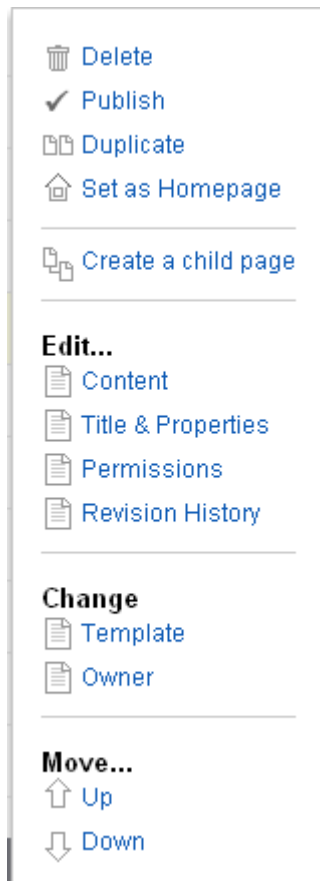 Delete
Publish
Duplicate
Set as Homepage
Create a child page
Edit...
Content
Title & Properties
Permissions
Revision History
Change
Template
Owner
Move...
Up
Down